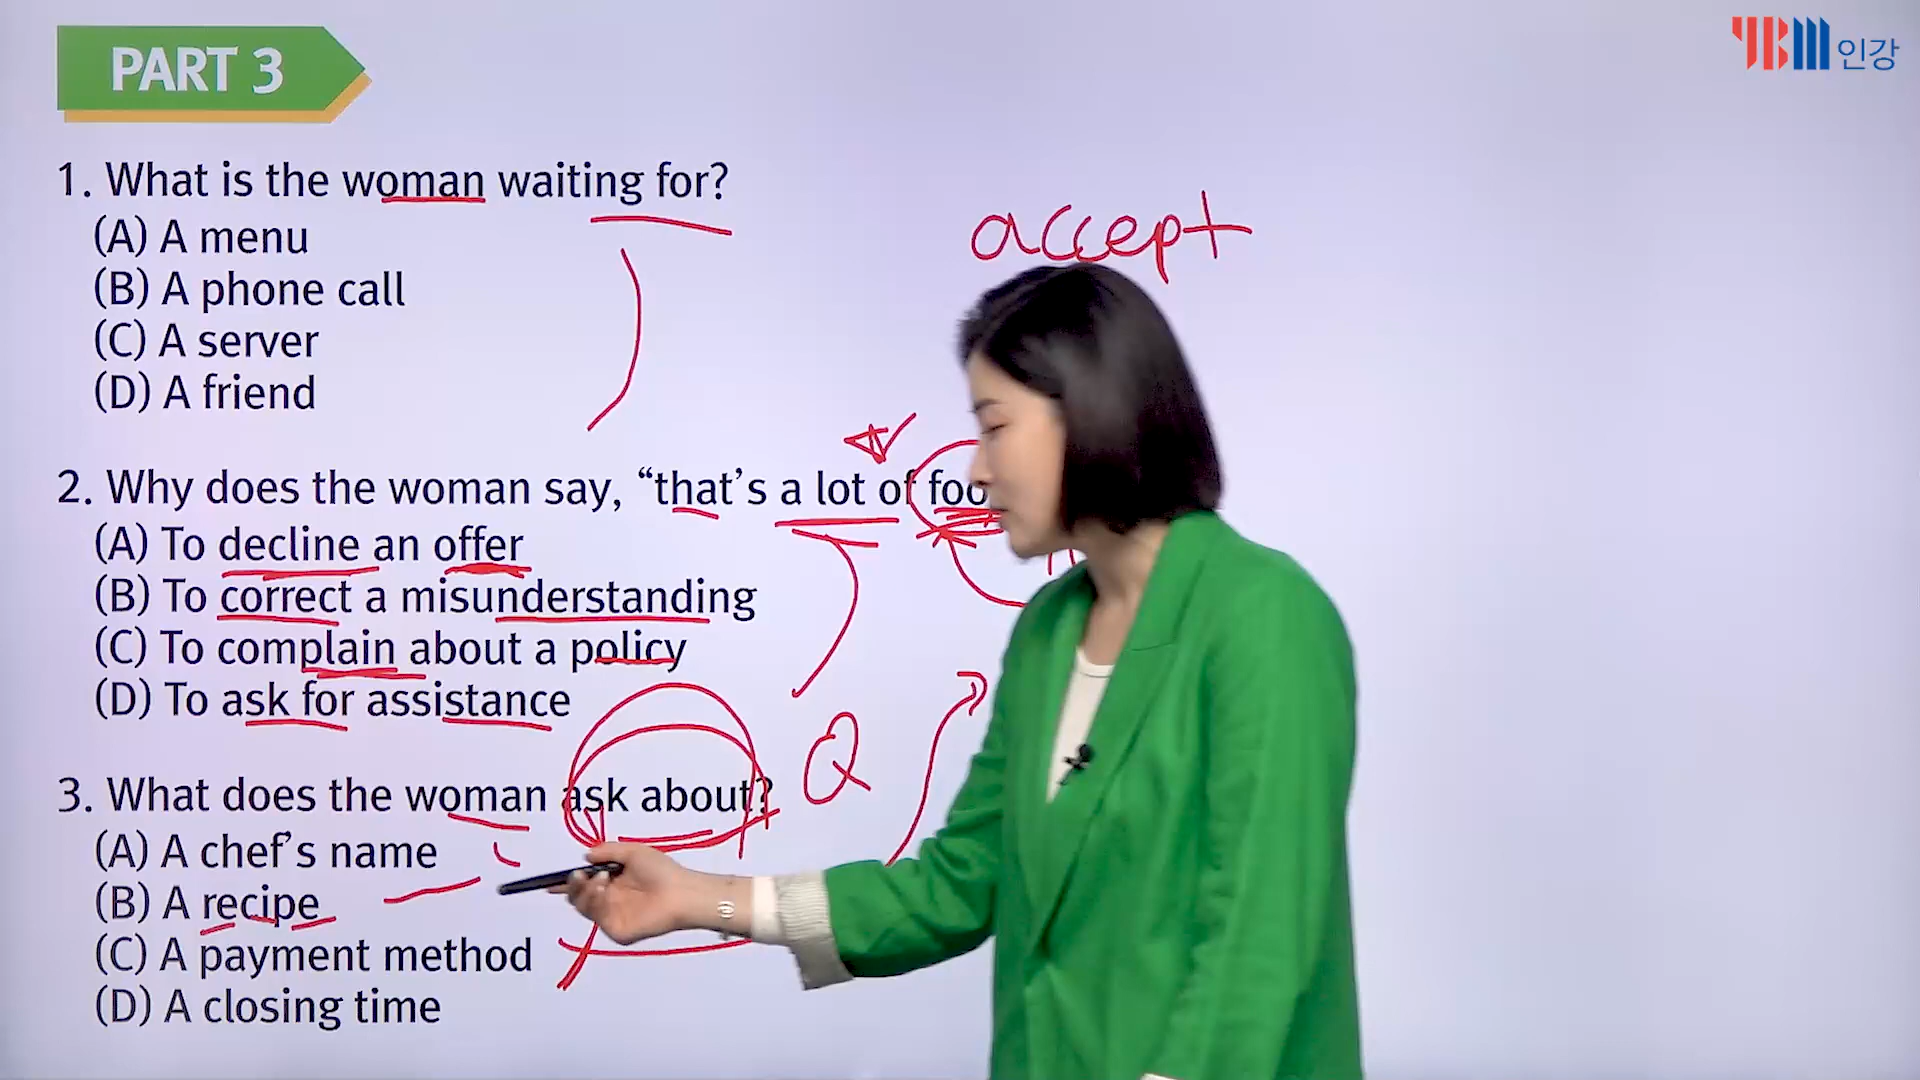 PART 3
YBM 인강
1. What is the woman waiting for?
(A) A menu
(B) A phone call
(C) A server
(D) A friend
accept
2. Why does the woman say, “that’s a lot of
(A) To decline an offer
(B) To correct a misunderstanding
(C) To complain about a policy
(D) To ask for assistance
Q
3. What does the woman ask about?
(A) A chef’s name
(B) A recipe
(C) A payment method
(D) A closing time